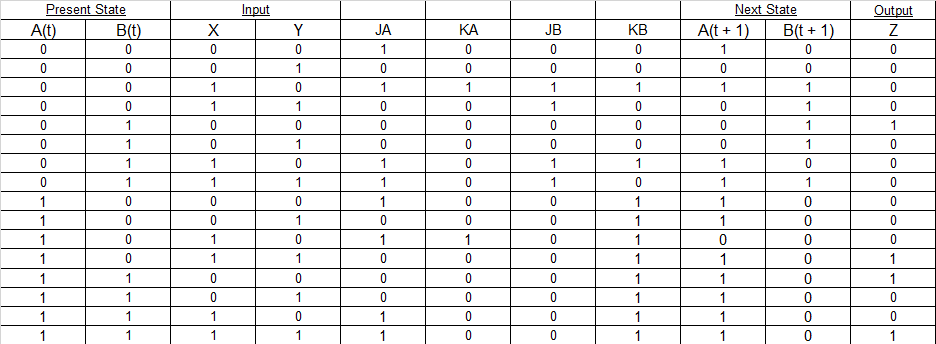 Present State Input Next State Output
A(t) B(t) X Y JA KA JB KB A(t + 1) B(t + 1) Z
0 0 0 0 1 0 0 0 1 0 0
0 0 0 1 0 0 0 0 0 0 0
0 0 1 0 1 1 1 1 1 1 0
0 0 1 1 0 0 1 0 0 1 0
0 1 0 0 0 0 0 0 0 1 1
0 1 0 1 0 0 0 0 0 1 0
0 1 1 0 1 0 1 1 1 0 0
0 1 1 1 1 0 1 0 1 1 0
1 0 0 0 1 0 0 1 1 0 0
1 0 0 1 0 0 0 1 1 0 0
1 0 1 0 1 1 0 1 0 0 0
1 0 1 1 0 0 0 1 1 0 1
1 1 0 0 0 0 0 1 1 0 1
1 1 0 1 0 0 0 1 1 0 0
1 1 1 0 1 0 0 1 1 0 0
1 1 1 1 1 0 0 1 1 0 1